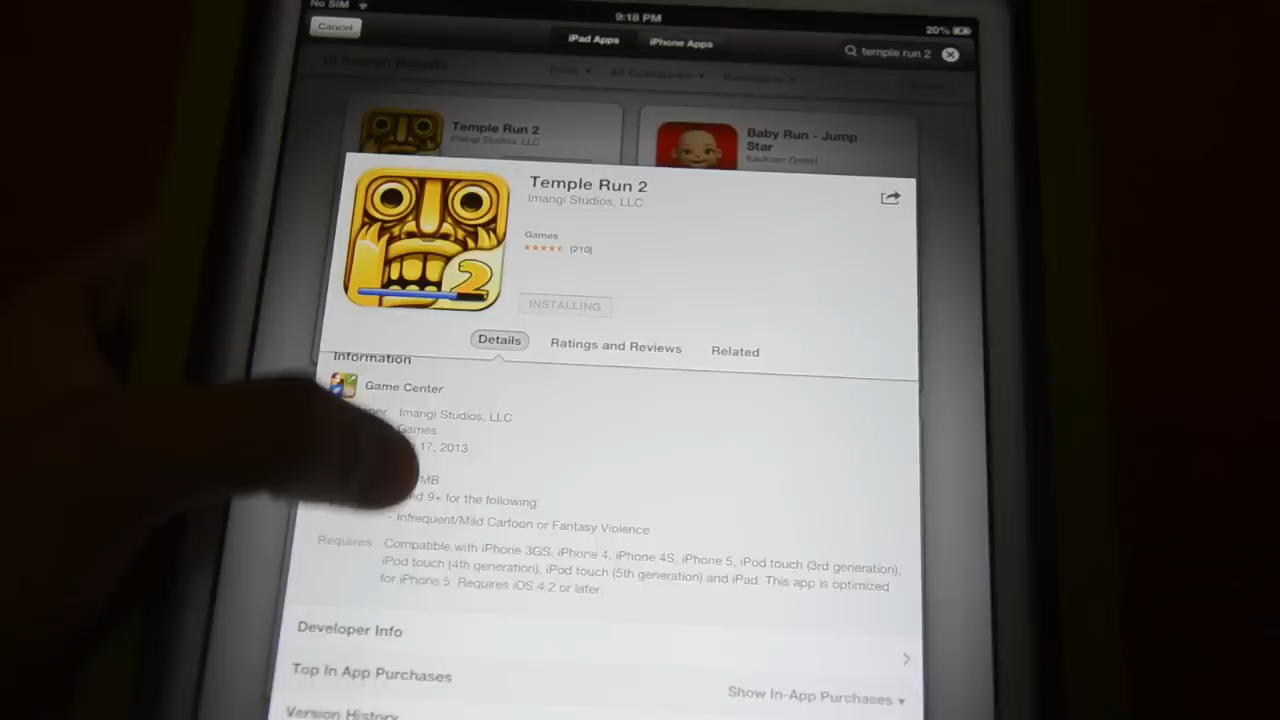 No SIM
9:18 PM
20%
Cancel
iPad Apps
iPhone Apps
temple run 2
Search Results
All Categories
Temple Run 2
Imangi Studios, LLC
Baby Run - Jump
Star
Temple Run 2
Imangi Studios, LLC
Games
(210)
2
INSTALLING
Details
Ratings and Reviews
Related
Information
Game Center
Imangi Studios, LLC
Games
17, 2013
MB
9+ for the following:
- Infrequent/Mild Cartoon or Fantasy Violence
Requires
Compatible with iPhone 3GS, iPhone 4, iPhone 4S, iPhone 5, iPod touch (3rd generation),
iPod touch (4th generation), iPod touch (5th generation) and iPad. This app is optimized
for iPhone 5. Requires iOS 4.2 or later.
Developer Info
Top In App Purchases
Show In-App Purchases
Version History